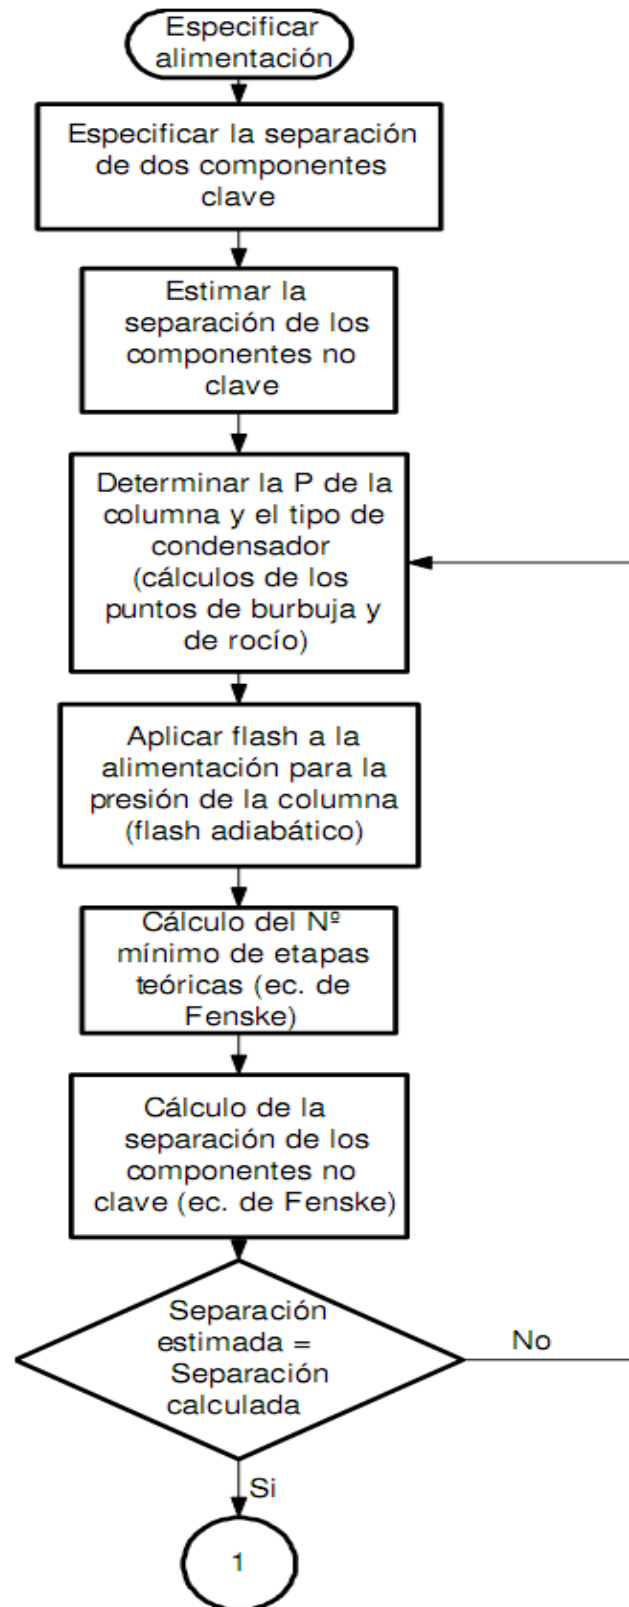 Especificar
alimentación
Especificar la separación
de dos componentes
clave
Estimar la
separación de los
componentes no
clave
Determinar la P de la
columna y el tipo de
condensador
(cálculos de los
puntos de burbuja y
de rocío)
Aplicar flash a la
alimentación para la
presión de la columna
(flash adiabático)
Cálculo del Nº
mínimo de etapas
teóricas (ec. de
Fenske)
Cálculo de la
separación de los
componentes no
clave (ec. de Fenske)
Separación
estimada =
Separación
calculada
No
Si
1